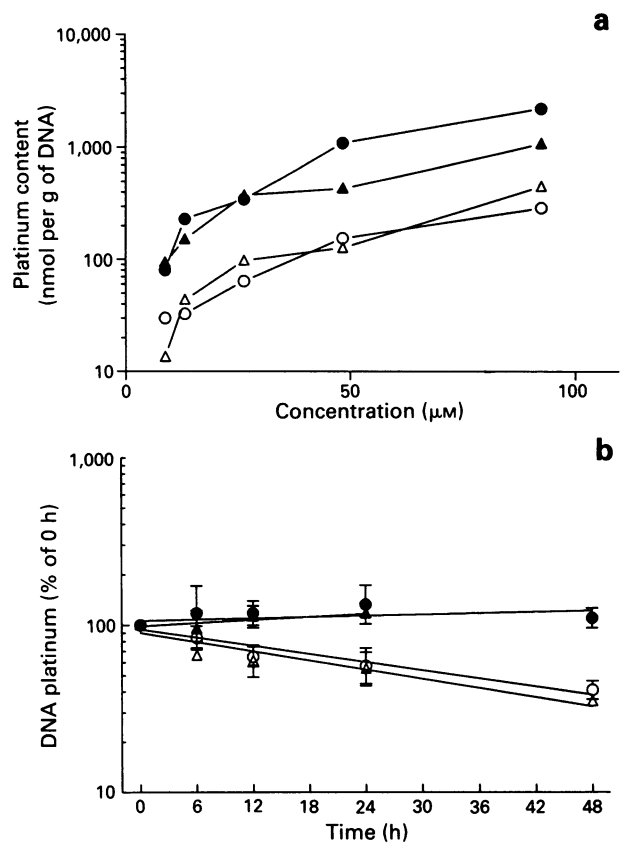 a
10,000
1,000
100
10
Platinum content
(nmol per g of DNA)
0
50
100
Concentration (μM)
b
1,000
100
10
DNA platinum (% of 0 h)
0
6
12
18
24
30
36
42
48
Time (h)